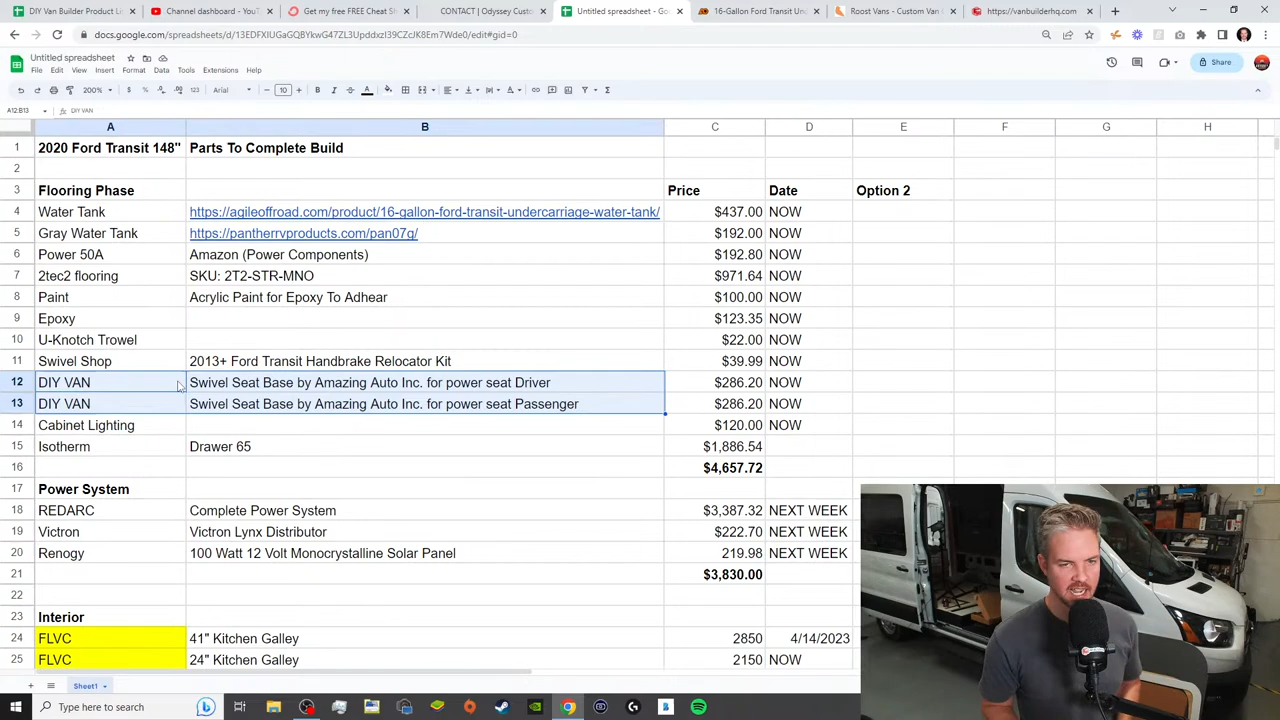 DIY Van Builder Product Li
Channel dashboard - YouT
Get my free FREE Cheat S
CONTACT | Odyssey Custom
Untitled spreadsheet - Goo
16-Gallon Ford Transit Und
Roost Vans - Custom Van C
https://vanbuilderhq.com
docs.google.com/spreadsheets/d/
/edit#gid=0
Untitled spreadsheet
File Edit View Insert Format Data Tools Extensions Help
Share
200% $ % .0 .00 123 Arial 10
A12:B13 fx DIY VAN
A B C D E F G H
1 2020 Ford Transit 148" Parts To Complete Build
2
3 Flooring Phase Price Date Option 2
4 Water Tank https://agileoffroad.com/product/16-gallon-ford-transit-undercarriage-water-tank/ $437.00 NOW
5 Gray Water Tank https://pantherrvproducts.com/pan07g/ $192.00 NOW
6 Power 50A Amazon (Power Components) $192.80 NOW
7 2tec2 flooring SKU: 2T2-STR-MNO $971.64 NOW
8 Paint Acrylic Paint for Epoxy To Adhear $100.00 NOW
9 Epoxy $123.35 NOW
10 U-Knotch Trowel $22.00 NOW
11 Swivel Shop 2013+ Ford Transit Handbrake Relocator Kit $39.99 NOW
12 DIY VAN Swivel Seat Base by Amazing Auto Inc. for power seat Driver $286.20 NOW
13 DIY VAN Swivel Seat Base by Amazing Auto Inc. for power seat Passenger $286.20 NOW
14 Cabinet Lighting $120.00 NOW
15 Isotherm Drawer 65 $1,886.54
16 $4,657.72
17 Power System
18 REDARC Complete Power System $3,387.32 NEXT WEEK
19 Victron Victron Lynx Distributor $222.70 NEXT WEEK
20 Renogy 100 Watt 12 Volt Monocrystalline Solar Panel 219.98 NEXT WEEK
21 $3,830.00
22
23 Interior
24 FLVC 41" Kitchen Galley 2850 4/14/2023
25 FLVC 24" Kitchen Galley 2150 NOW
Sheet1
Type here to search